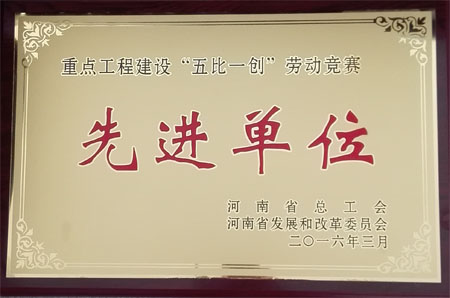 重点工程建设“五比一创”劳动竞赛
先进单位
河南省总工会
河南省发展和改革委员会
二〇一六年三月